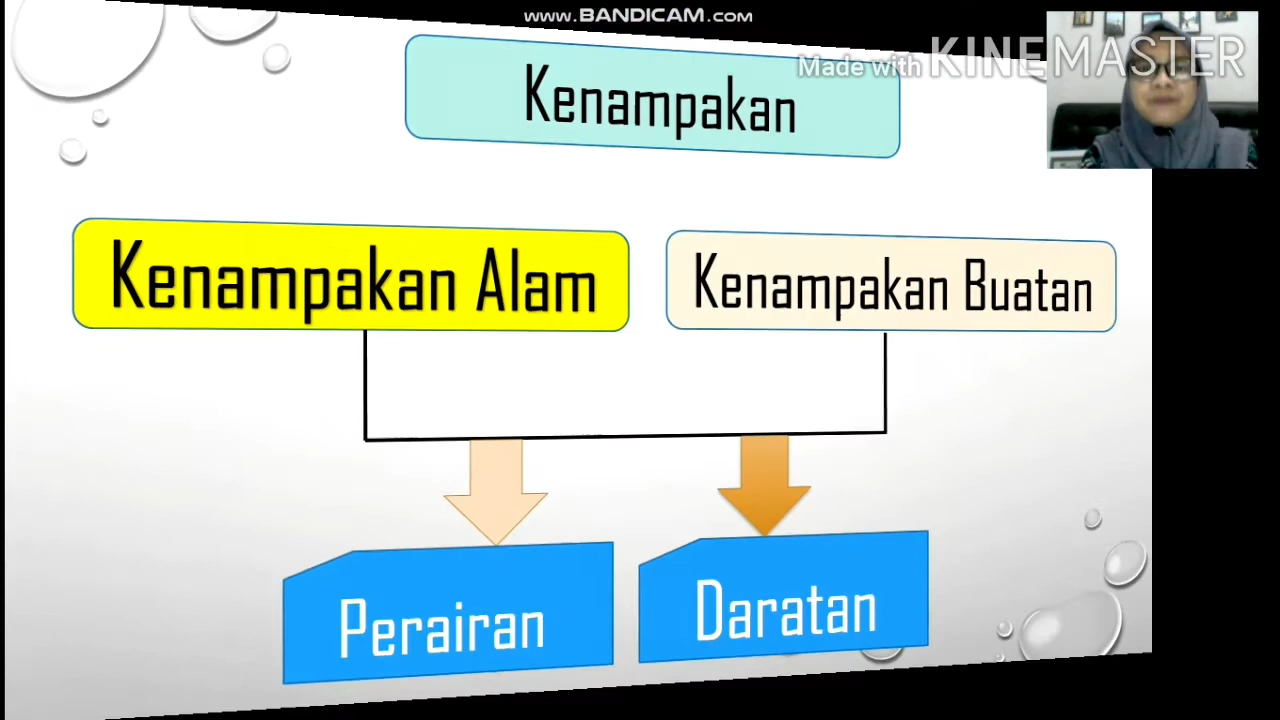 www.BANDICAM.com
Made with KINEMASTER
Kenampakan
Kenampakan Alam
Kenampakan Buatan
Perairan
Daratan